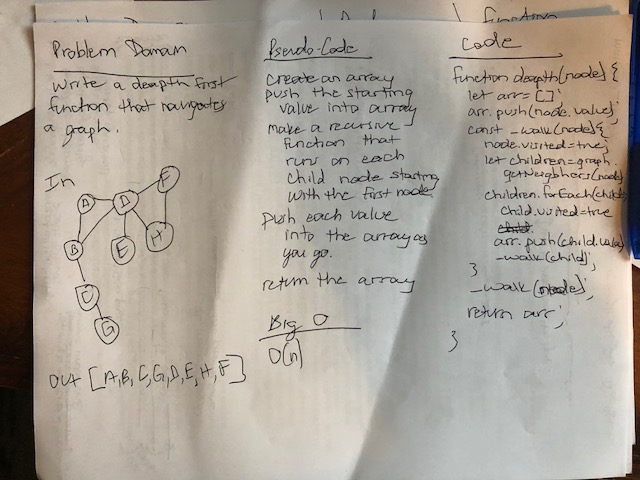 Problem Domain
Write a deapth first
function that navigates
a graph.
In
A
B
C
G
D
E
H
F
Out [A,B,C,G,D,E,H,F]
Pseudo-Code
Create an array
push the starting
value into array
make a recursive
function that
runs on each
child node starting
with the first node
Push each value
into the array as
you go.
return the array
Big O
O(n)
Code
function deapth(node){
let arr=[];
arr.push(node.value);
const _walk(node){
node.visited=true;
let children=graph.
getNeighbors(node)
children.forEach(child
child.visited=true
arr.push(child.value)
_walk(child);
}
_walk(node);
return arr;
}